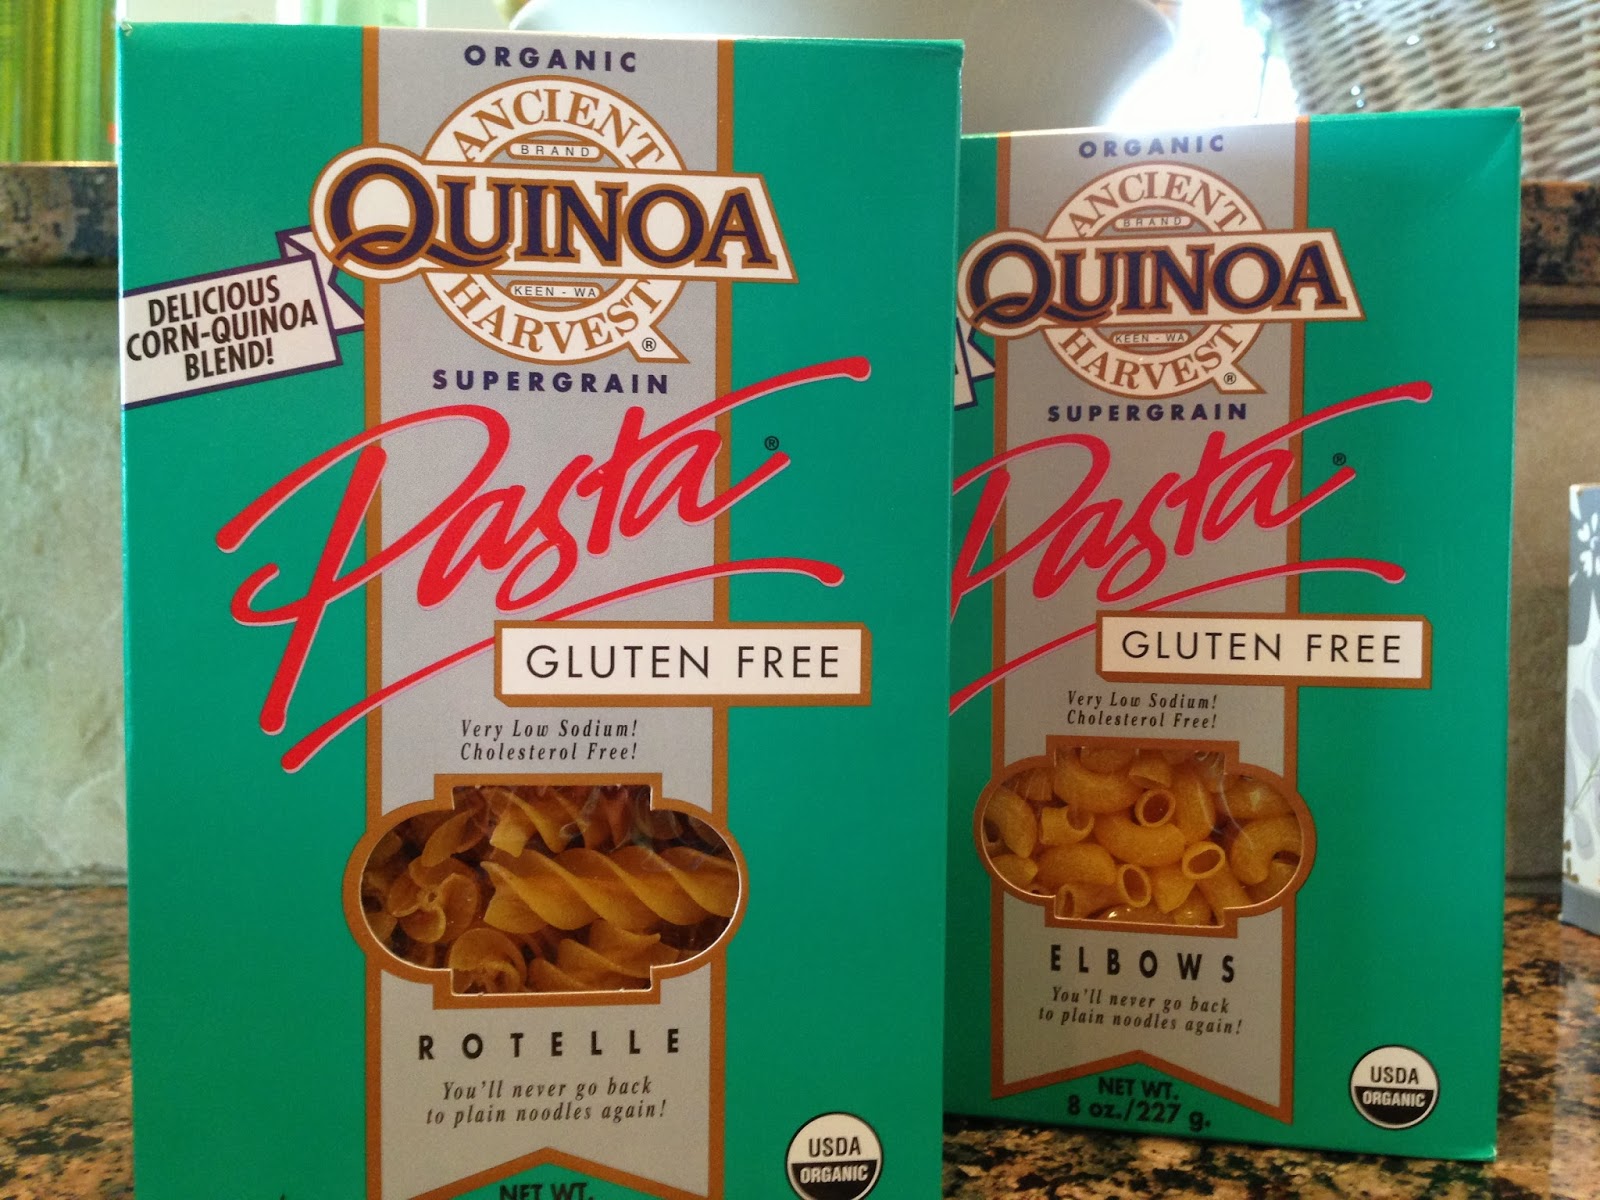 ORGANIC
ANCIENT
BRAND
QUINOA
KEEN - WA
HARVEST®
SUPERGRAIN
DELICIOUS
CORN-QUINOA
BLEND!
Pasta®
GLUTEN FREE
Very Low Sodium!
Cholesterol Free!
ROTELLE
You'll never go back
to plain noodles again!
NET WT.
USDA
ORGANIC
ORGANIC
ANCIENT
BRAND
QUINOA
KEEN - WA
HARVEST®
SUPERGRAIN
Pasta®
GLUTEN FREE
Very Low Sodium!
Cholesterol Free!
ELBOWS
You'll never go back
to plain noodles again!
NET WT.
8 oz./227 g.
USDA
ORGANIC